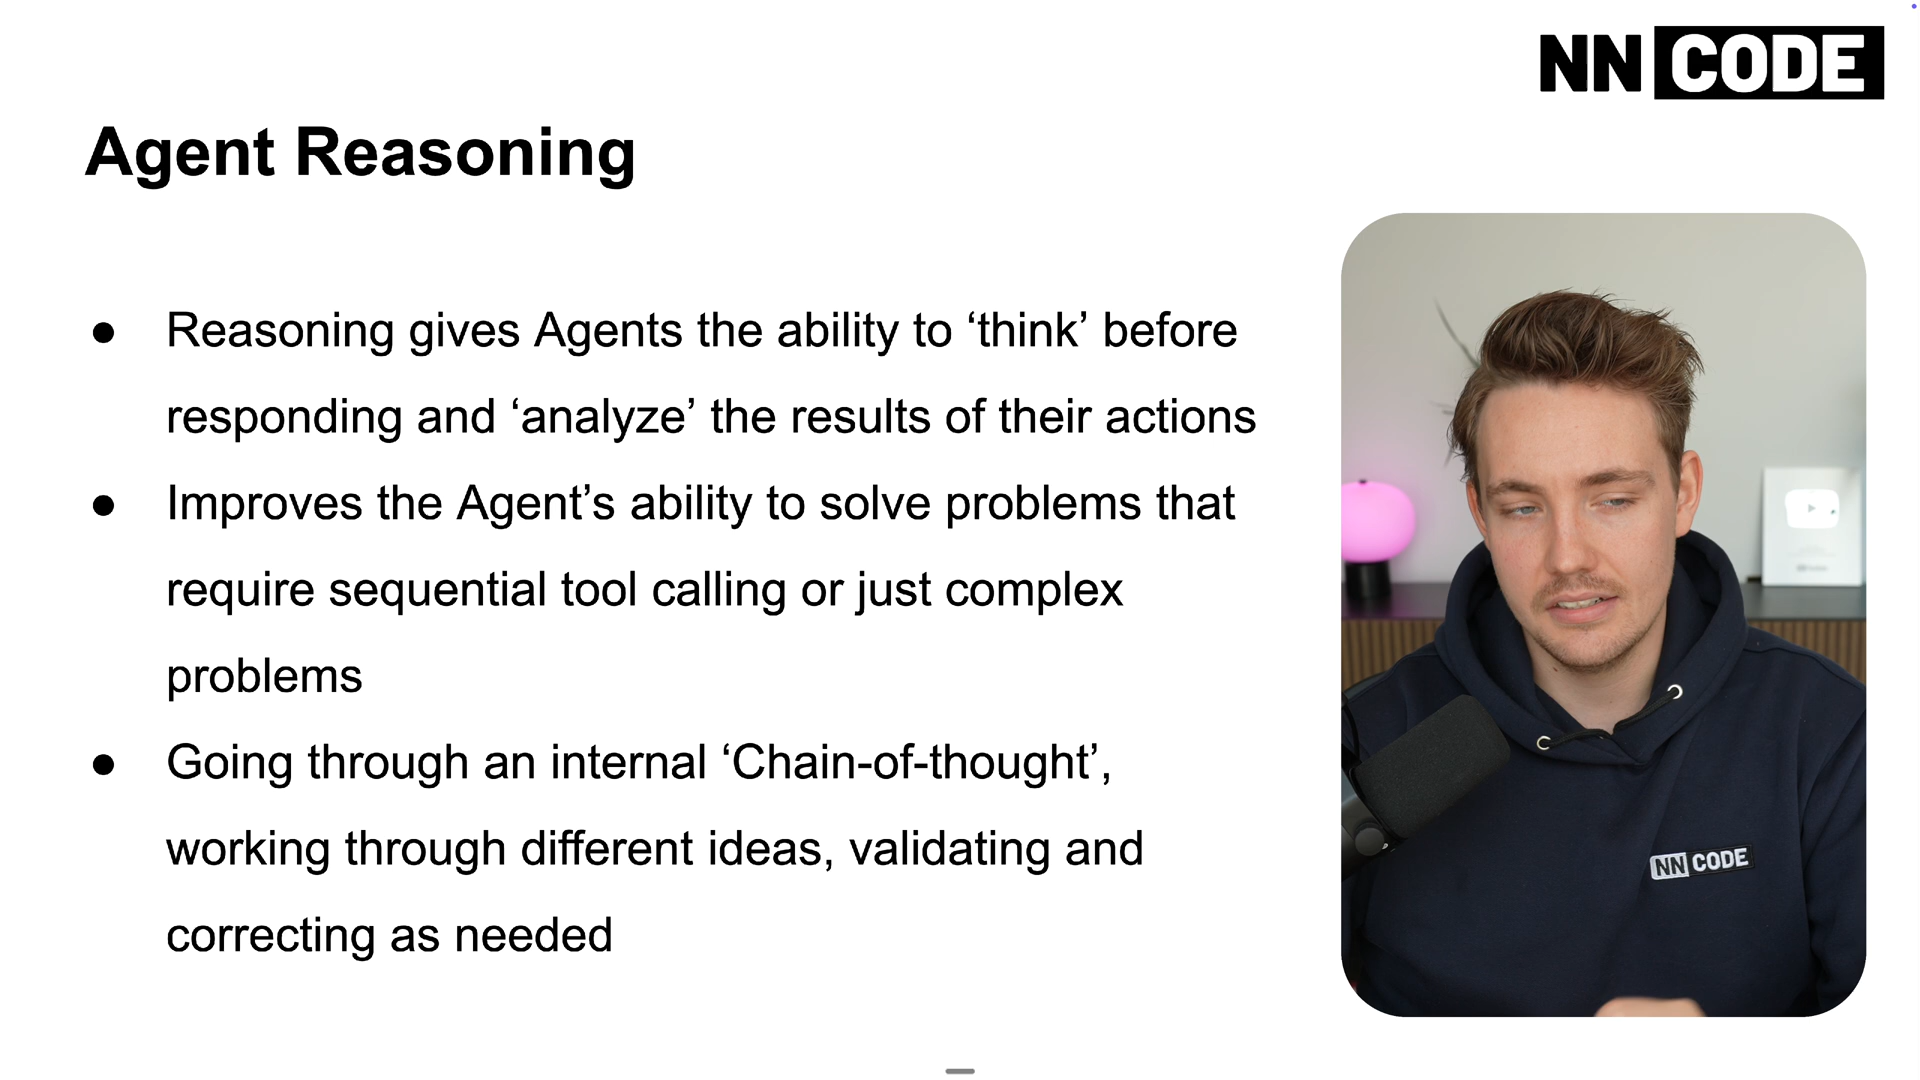 NN CODE
Agent Reasoning
● Reasoning gives Agents the ability to ‘think’ before
responding and ‘analyze’ the results of their actions
● Improves the Agent’s ability to solve problems that
require sequential tool calling or just complex
problems
● Going through an internal ‘Chain-of-thought’,
working through different ideas, validating and
correcting as needed
NN CODE